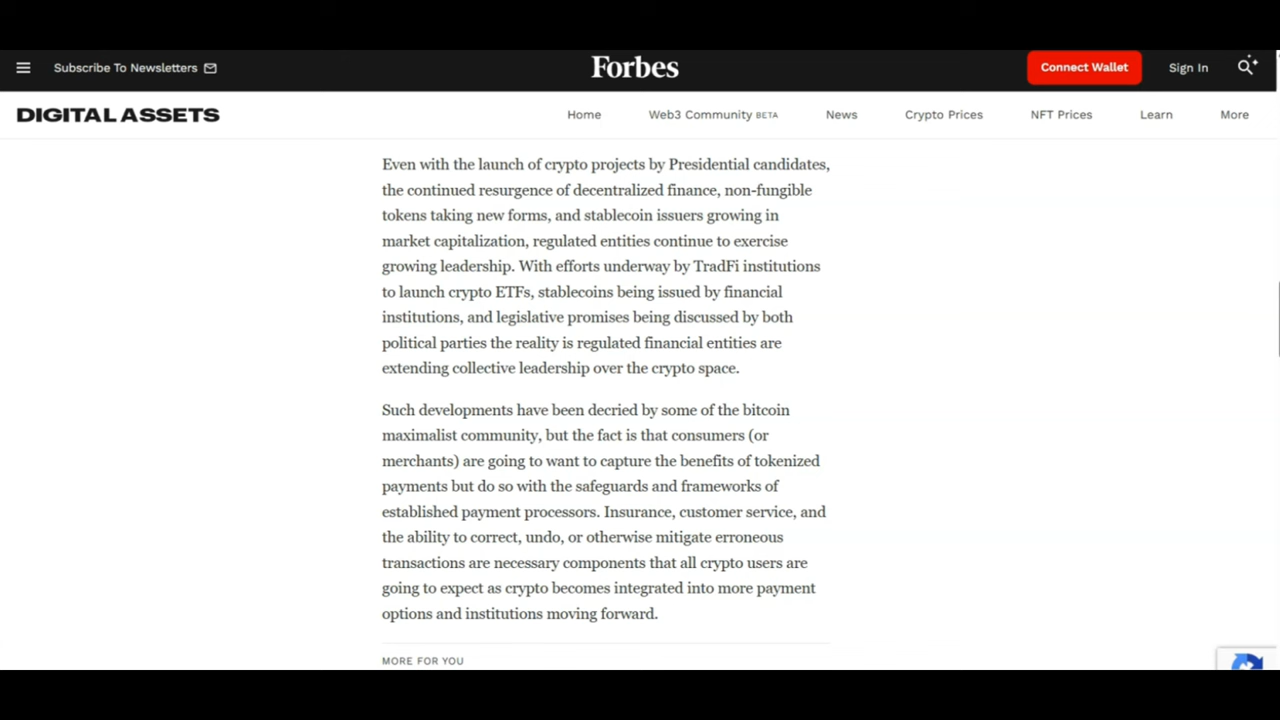 Subscribe To Newsletters
Forbes
Connect Wallet
Sign In
DIGITAL ASSETS
Home
Web3 Community BETA
News
Crypto Prices
NFT Prices
Learn
More
Even with the launch of crypto projects by Presidential candidates,
the continued resurgence of decentralized finance, non-fungible
tokens taking new forms, and stablecoin issuers growing in
market capitalization, regulated entities continue to exercise
growing leadership. With efforts underway by TradFi institutions
to launch crypto ETFs, stablecoins being issued by financial
institutions, and legislative promises being discussed by both
political parties the reality is regulated financial entities are
extending collective leadership over the crypto space.
Such developments have been decried by some of the bitcoin
maximalist community, but the fact is that consumers (or
merchants) are going to want to capture the benefits of tokenized
payments but do so with the safeguards and frameworks of
established payment processors. Insurance, customer service, and
the ability to correct, undo, or otherwise mitigate erroneous
transactions are necessary components that all crypto users are
going to expect as crypto becomes integrated into more payment
options and institutions moving forward.
MORE FOR YOU